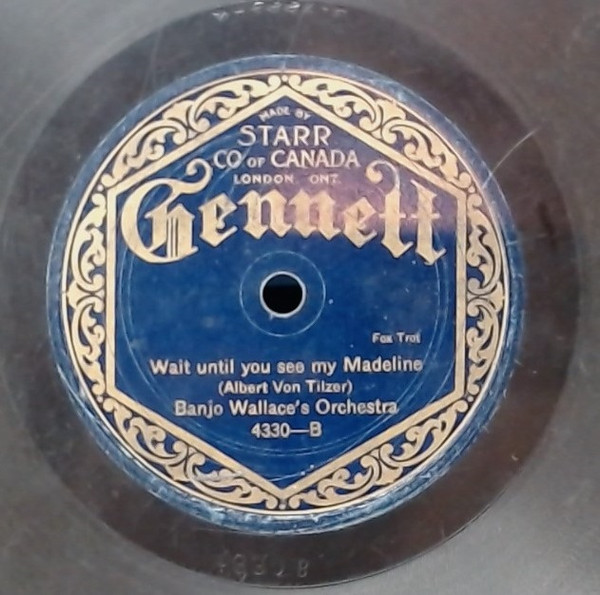 MADE BY
STARR
CO OF CANADA
LONDON ONT.
Gennett
Fox Trot
Wait until you see my Madeline
(Albert Von Tilzer)
Banjo Wallace's Orchestra
4330—B